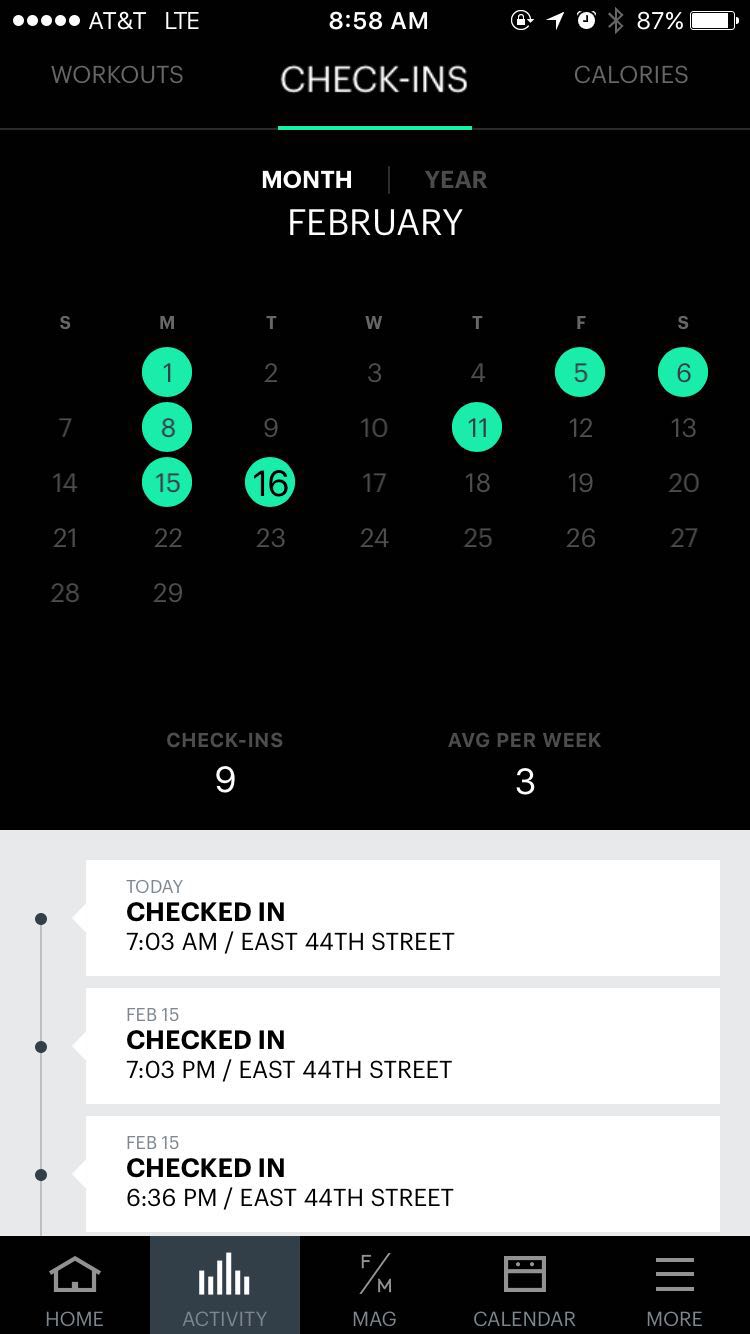 AT&T LTE 8:58 AM 87%
WORKOUTS CHECK-INS CALORIES
MONTH | YEAR
FEBRUARY
S M T W T F S
1 2 3 4 5 6
7 8 9 10 11 12 13
14 15 16 17 18 19 20
21 22 23 24 25 26 27
28 29
CHECK-INS AVG PER WEEK
9 3
TODAY
CHECKED IN
7:03 AM / EAST 44TH STREET
FEB 15
CHECKED IN
7:03 PM / EAST 44TH STREET
FEB 15
CHECKED IN
6:36 PM / EAST 44TH STREET
F/M
HOME ACTIVITY MAG CALENDAR MORE